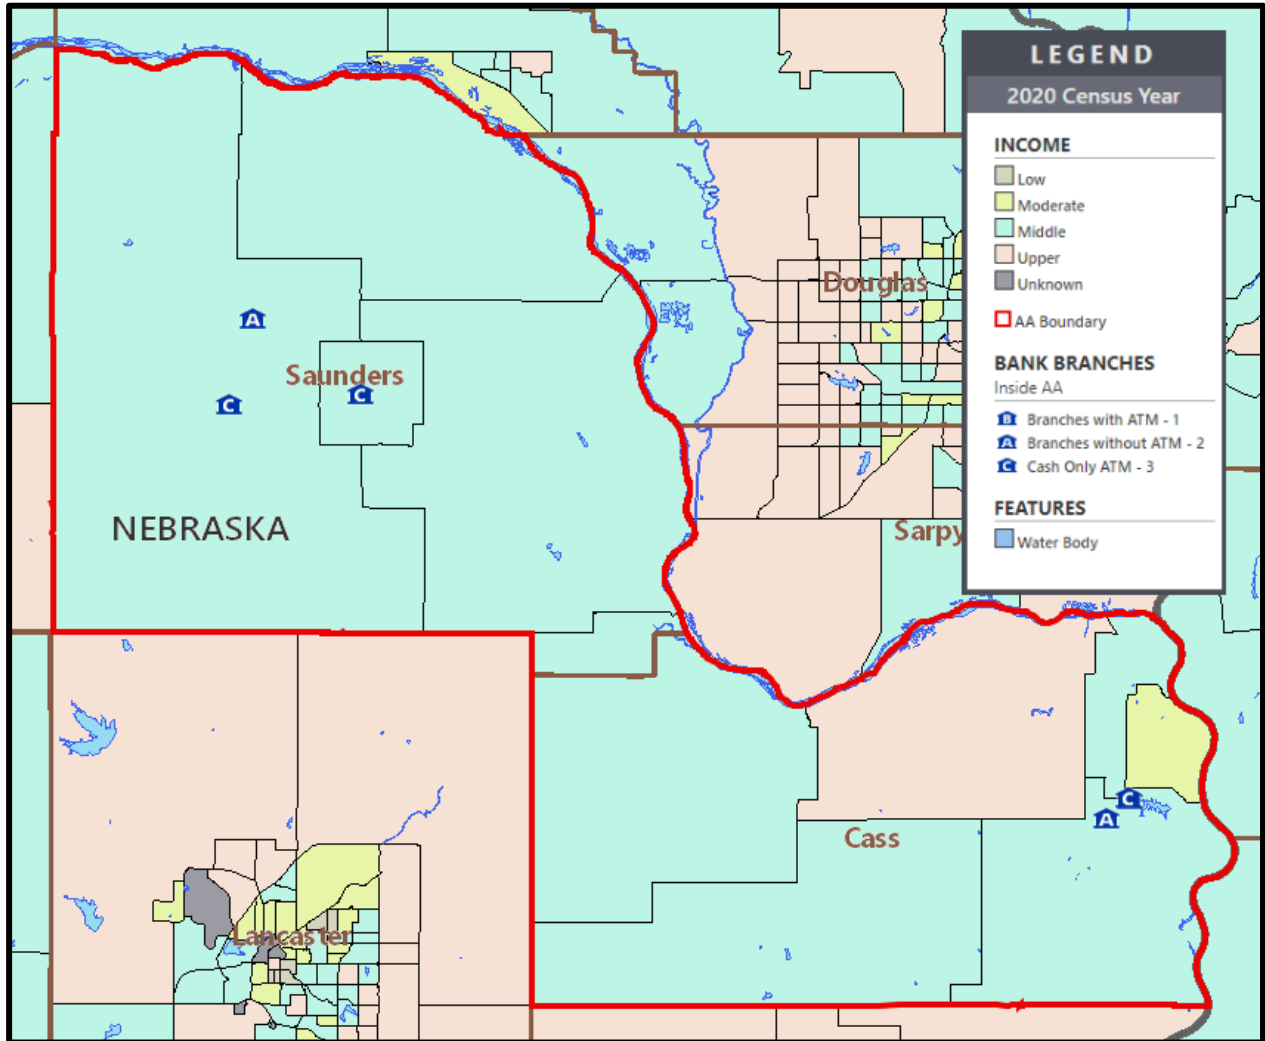 LEGEND
2020 Census Year
INCOME
Low
Moderate
Middle
Upper
Unknown
AA Boundary
BANK BRANCHES
Inside AA
B Branches with ATM - 1
A Branches without ATM - 2
C Cash Only ATM - 3
FEATURES
Water Body
Douglas
A
Saunders
C
C
NEBRASKA
Sarpy
C
A
Cass
Lancaster